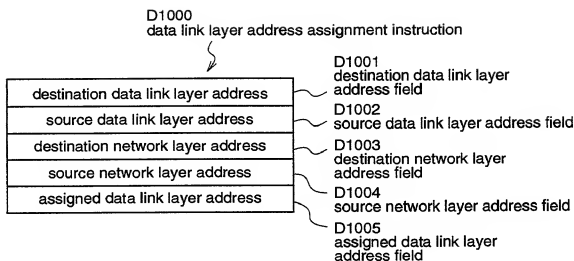 D1000
data link layer address assignment instruction
D1001
destination data link layer
address field
destination data link layer address
D1002
source data link layer address field
source data link layer address
D1003
destination network layer
address field
destination network layer address
source network layer address
D1004
source network layer address field
assigned data link layer address
D1005
assigned data link layer
address field